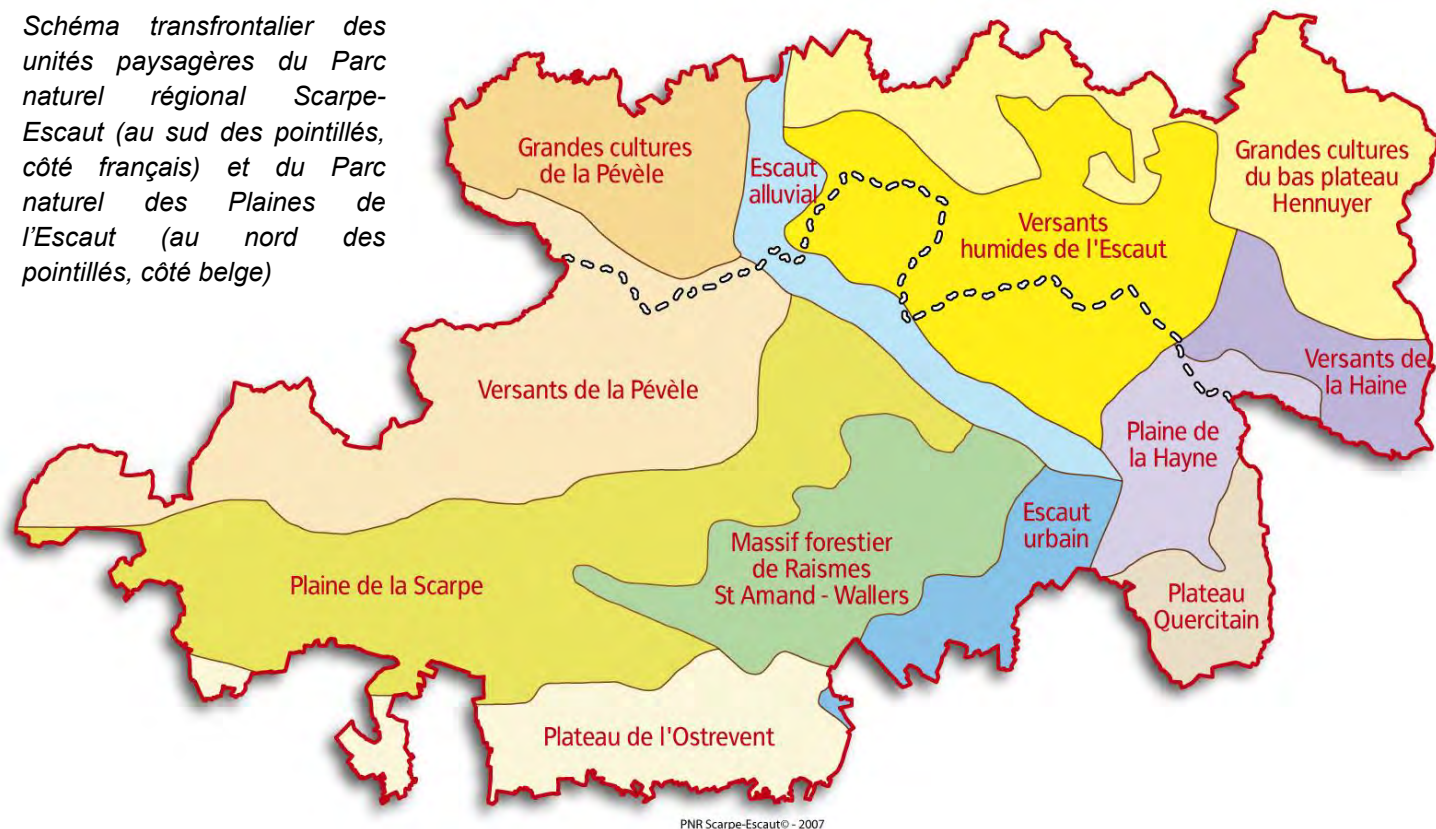 Schéma transfrontalier des
unités paysagères du Parc
naturel régional Scarpe-
Escaut (au sud des pointillés,
côté français) et du Parc
naturel des Plaines de
l'Escaut (au nord des
pointillés, côté belge)
Grandes cultures
de la Pévèle
Escaut
alluvial
Versants
humides de l'Escaut
Grandes cultures
du bas plateau
Hennuyer
Versants de la Pévèle
Versants de
la Haine
Plaine de
la Hayne
Escaut
urbain
Massif forestier
de Raismes
St Amand - Wallers
Plaine de la Scarpe
Plateau
Quercitain
Plateau de l'Ostrevent
PNR Scarpe-Escaut© - 2007